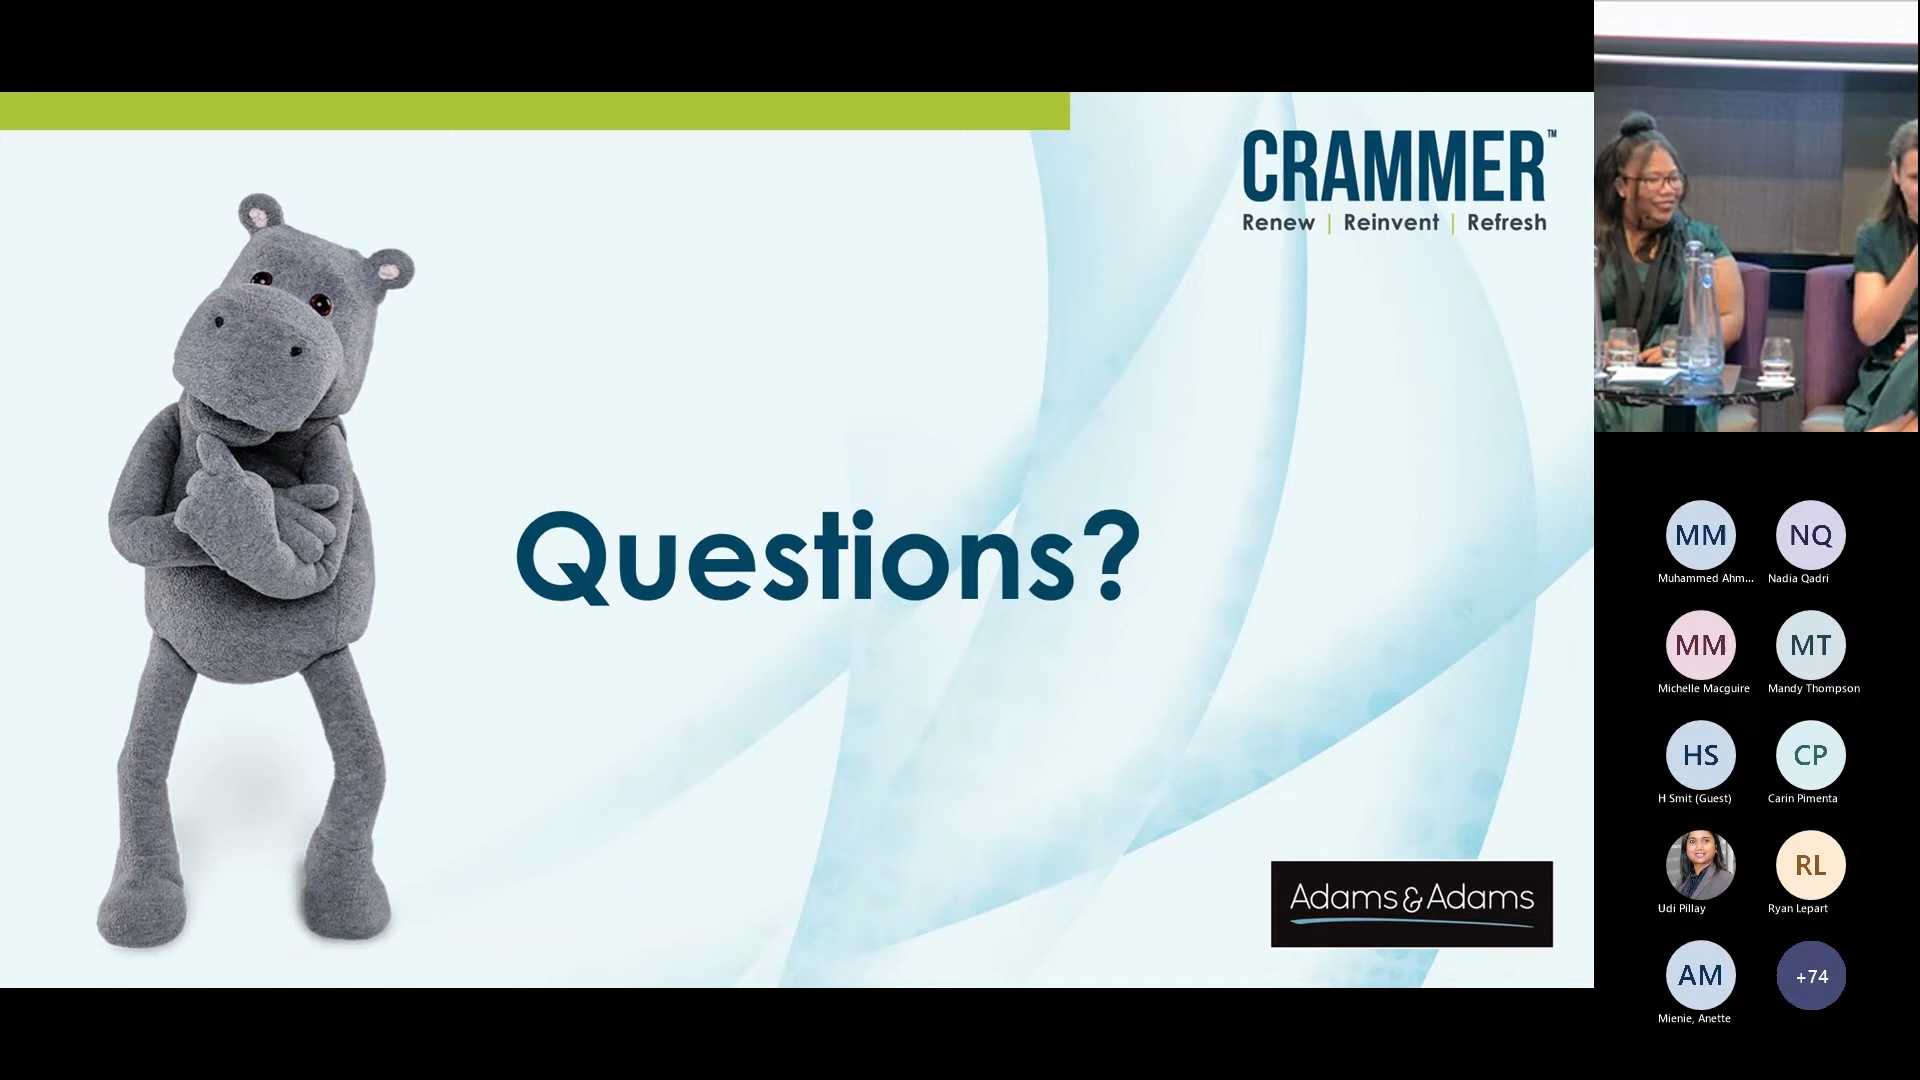 CRAMMER™
Renew | Reinvent | Refresh
Questions?
Adams & Adams
MM
Muhammed Ahm...
NQ
Nadia Qadri
MM
Michelle Macguire
MT
Mandy Thompson
HS
H Smit (Guest)
CP
Carin Pimenta
Udi Pillay
RL
Ryan Lepart
AM
Mienie, Anette
+74